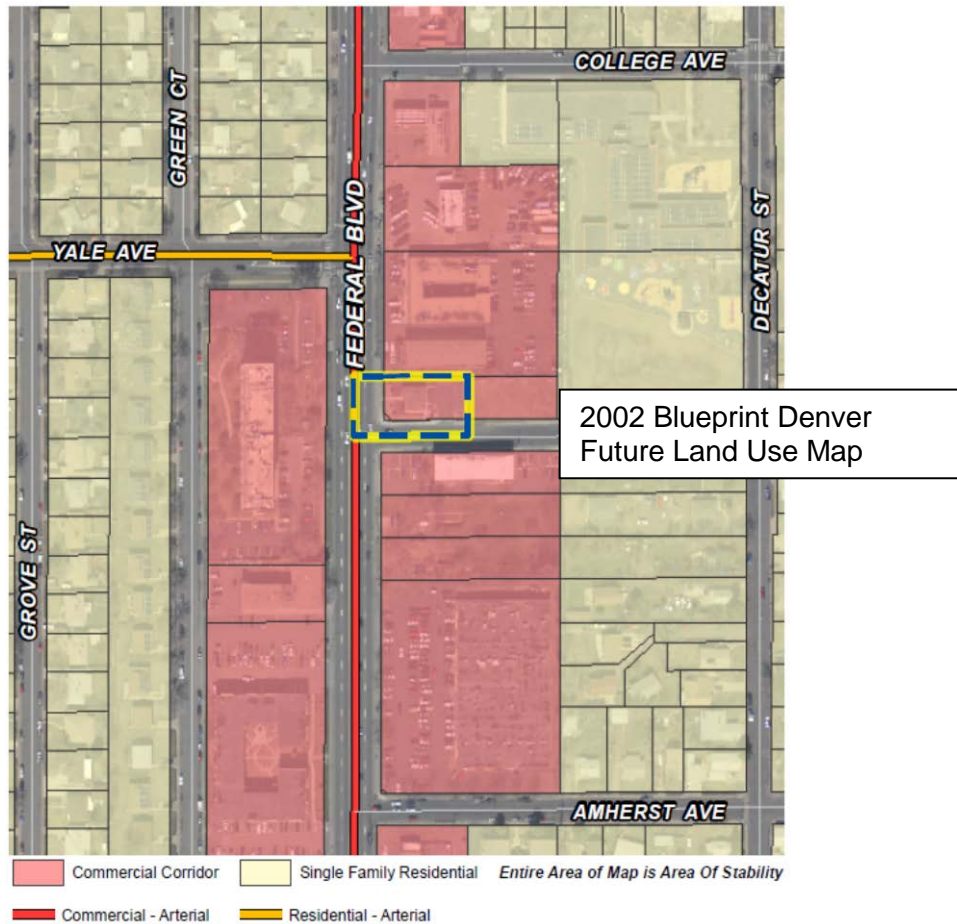 COLLEGE AVE
GREEN CT
FEDERAL BLVD
YALE AVE
DECATUR ST
2002 Blueprint Denver
Future Land Use Map
GROVE ST
AMHERST AVE
Commercial Corridor Single Family Residential Entire Area of Map is Area Of Stability
Commercial - Arterial Residential - Arterial